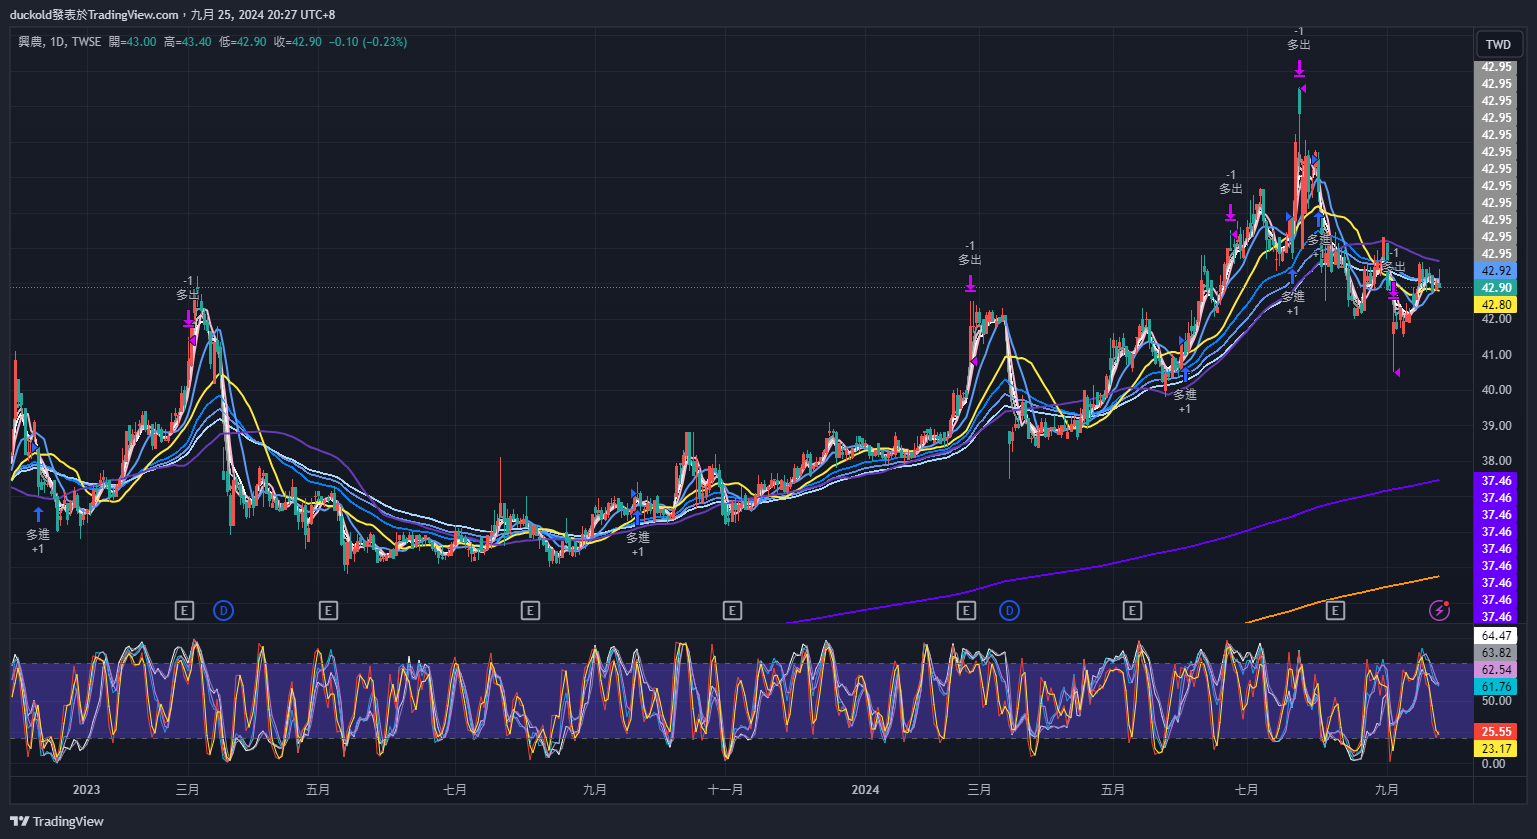 duckold發表於TradingView.com，九月 25, 2024 20:27 UTC+8
興農, 1D, TWSE 開=43.00 高=43.40 低=42.90 收=42.90 −0.10 (−0.23%)
TWD
-1
多出
-1
多出
-1
多出
-1
多出
-1
多出
多進
+1
多進
+1
多進
+1
多進
+1
多進
42.95
42.95
42.95
42.95
42.95
42.95
42.95
42.95
42.95
42.95
42.95
42.95
42.92
42.90
42.80
42.00
41.00
40.00
39.00
38.00
37.46
37.46
37.46
37.46
37.46
37.46
37.46
37.46
37.46
E D E E E E D E E
64.47
63.82
62.54
61.76
50.00
25.55
23.17
0.00
2023 三月 五月 七月 九月 十一月 2024 三月 五月 七月 九月
TradingView